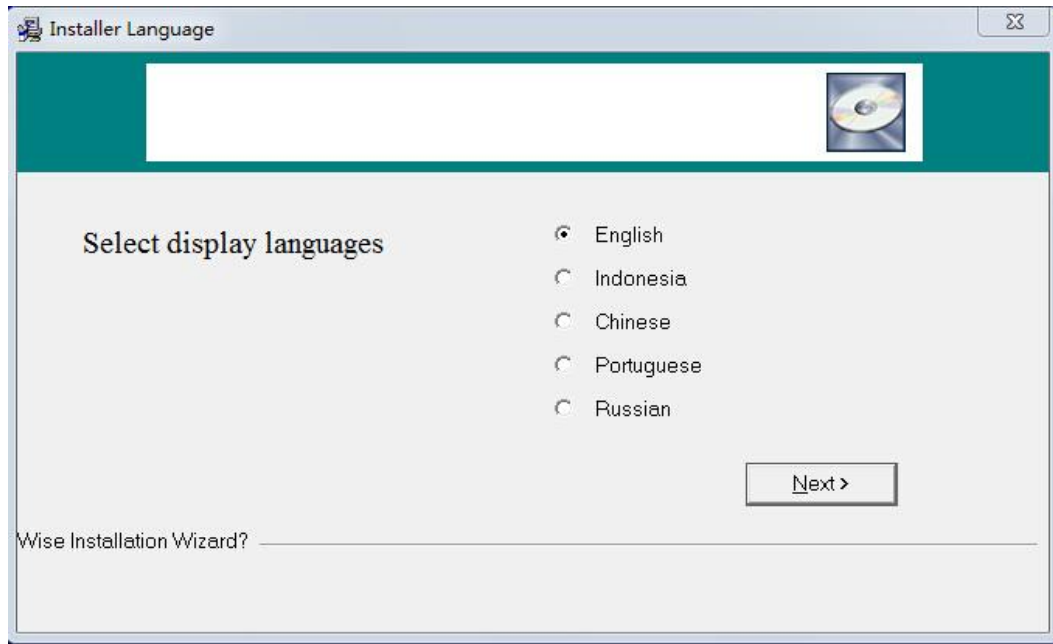 Installer Language
Select display languages
English
Indonesia
Chinese
Portuguese
Russian
Next >
Wise Installation Wizard?